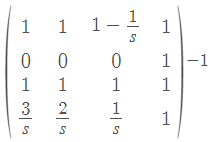 ( 1 1 1 − 1/s 1 ) −1
0 0 0 1
1 1 1 1
3/s 2/s 1/s 1